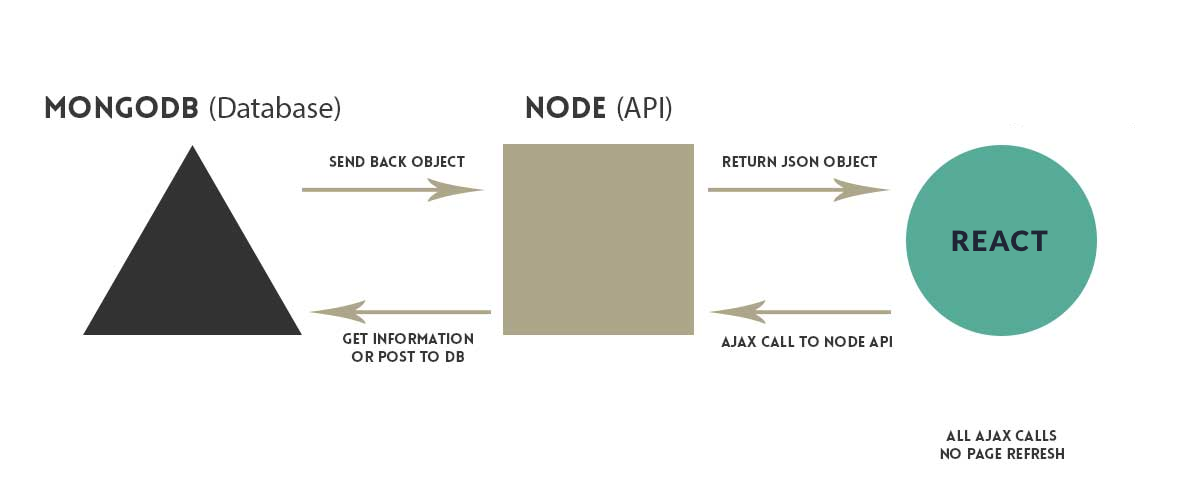 MONGODB (Database)
NODE (API)
SEND BACK OBJECT
RETURN JSON OBJECT
REACT
GET INFORMATION
OR POST TO DB
AJAX CALL TO NODE API
ALL AJAX CALLS
NO PAGE REFRESH